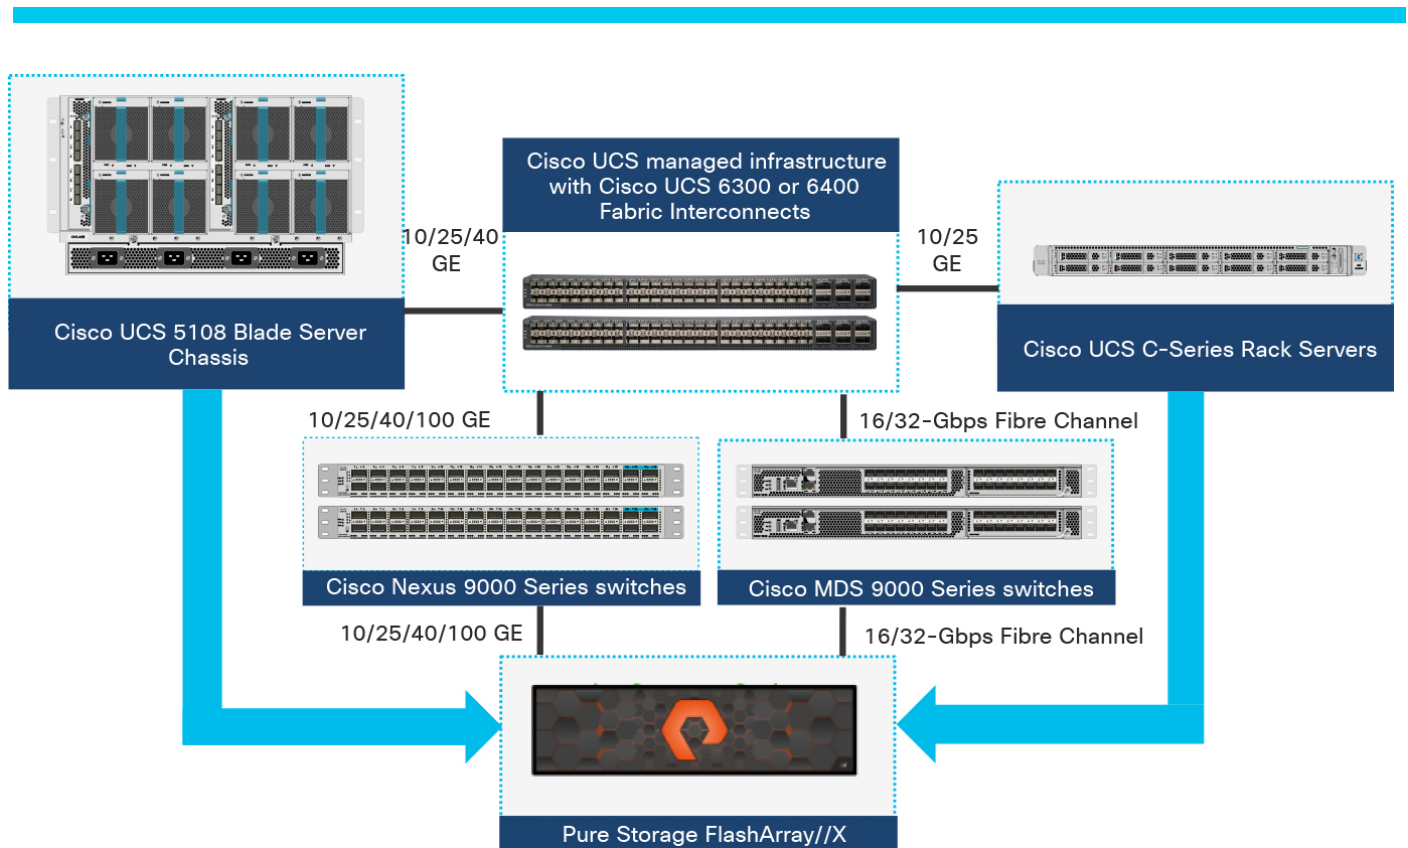 Cisco UCS managed infrastructure
with Cisco UCS 6300 or 6400
Fabric Interconnects
10/25/40
GE
10/25
GE
Cisco UCS 5108 Blade Server
Chassis
Cisco UCS C-Series Rack Servers
10/25/40/100 GE
16/32-Gbps Fibre Channel
Cisco Nexus 9000 Series switches
Cisco MDS 9000 Series switches
10/25/40/100 GE
16/32-Gbps Fibre Channel
Pure Storage FlashArray//X